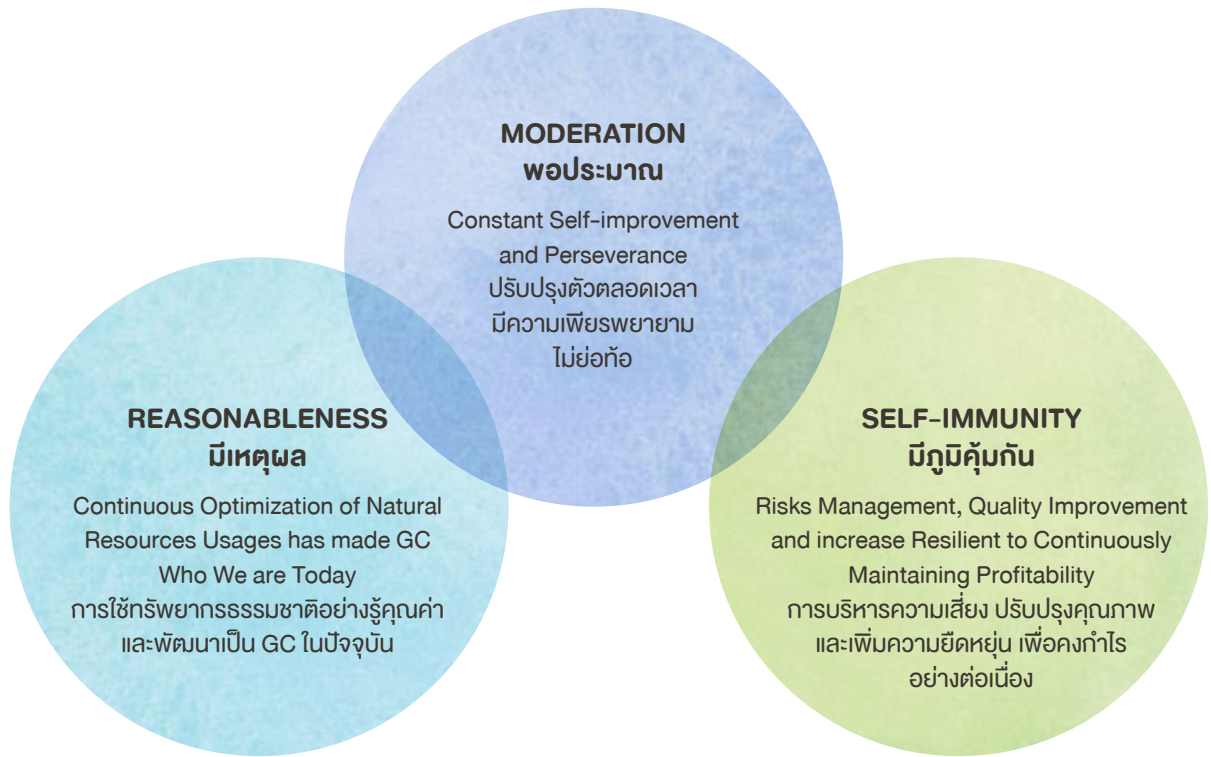 MODERATION
พอประมาณ
Constant Self-improvement
and Perseverance
ปรับปรุงตัวตลอดเวลา
มีความเพียรพยายาม
ไม่ย่อท้อ
REASONABLENESS
มีเหตุผล
Continuous Optimization of Natural
Resources Usages has made GC
Who We are Today
การใช้ทรัพยากรธรรมชาติอย่างรู้คุณค่า
และพัฒนาเป็น GC ในปัจจุบัน
SELF-IMMUNITY
มีภูมิคุ้มกัน
Risks Management, Quality Improvement
and increase Resilient to Continuously
Maintaining Profitability
การบริหารความเสี่ยง ปรับปรุงคุณภาพ
และเพิ่มความยืดหยุ่น เพื่อคงกำไร
อย่างต่อเนื่อง